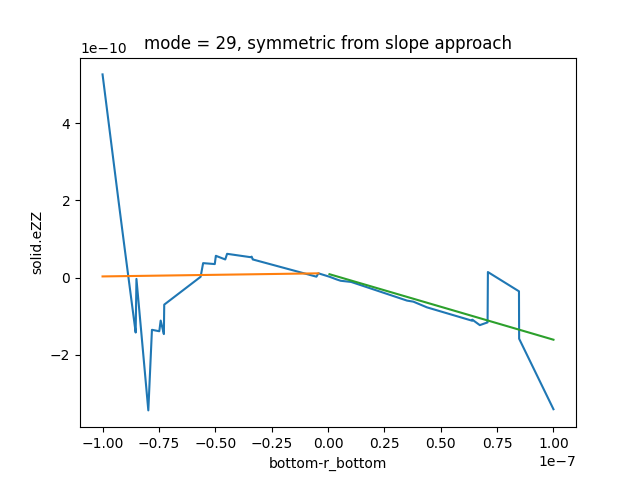 mode = 29, symmetric from slope approach
1e−10
4
2
0
−2
solid.eZZ
−1.00 −0.75 −0.50 −0.25 0.00 0.25 0.50 0.75 1.00
1e−7
bottom-r_bottom